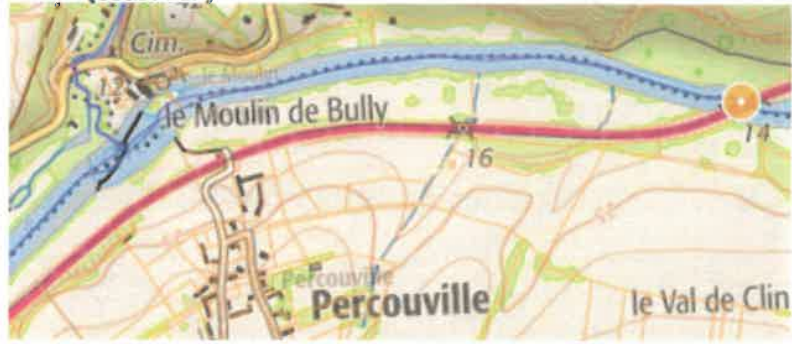 Cim.
12
le Moulin
le Moulin de Bully
14
16
Percouville
Percouville
le Val de Clin